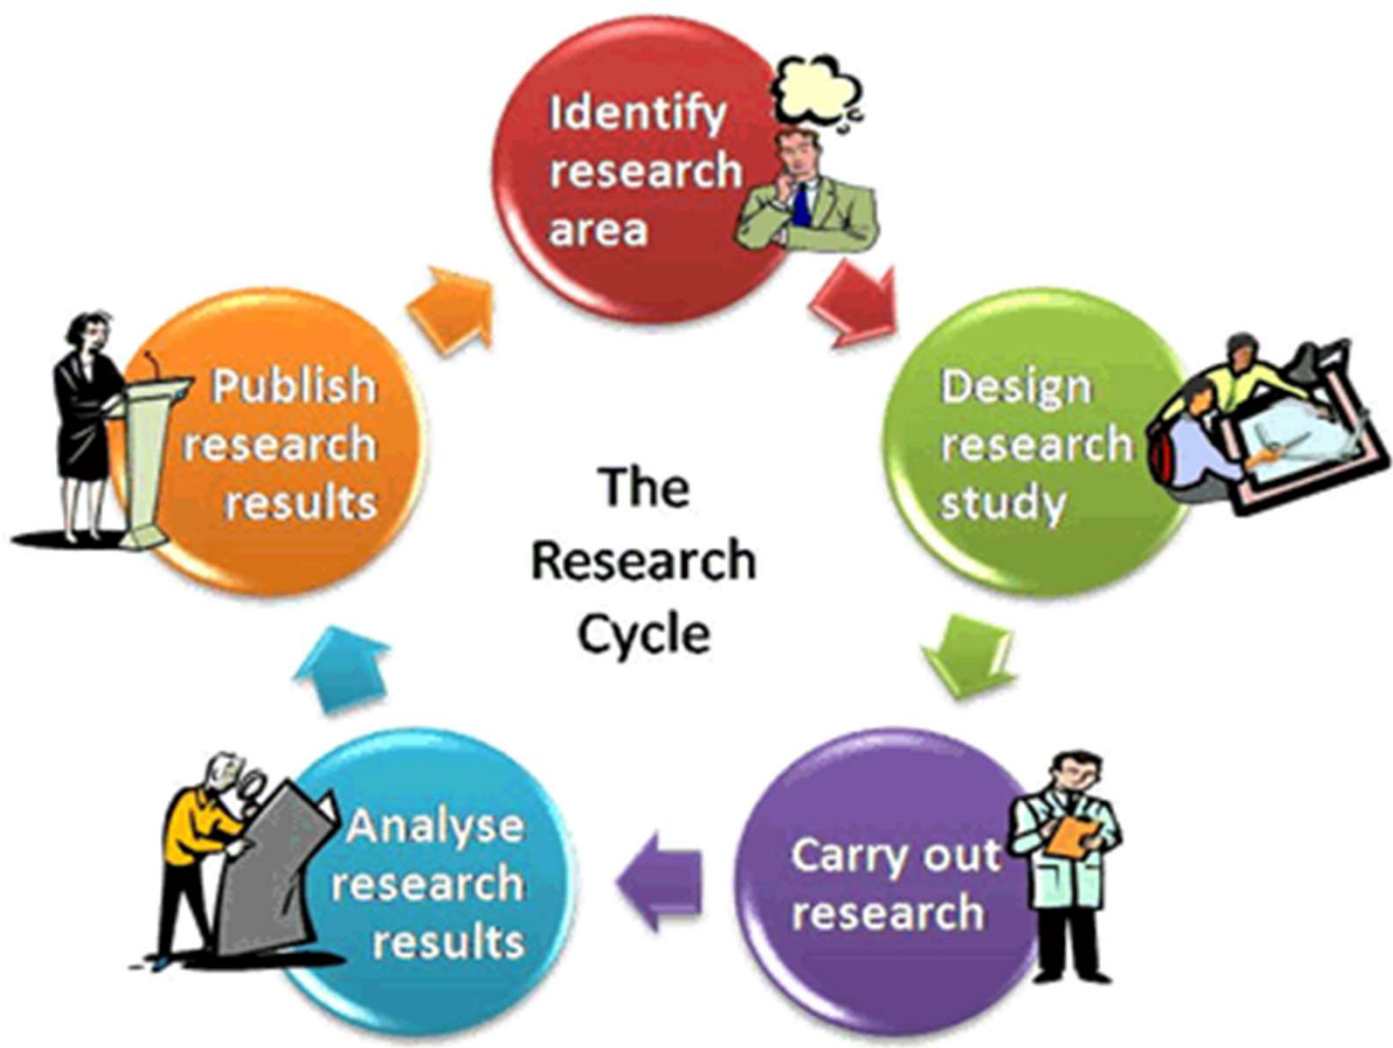 Identify
research
area
Design
research
study
Carry out
research
Analyse
research
results
Publish
research
results
The
Research
Cycle